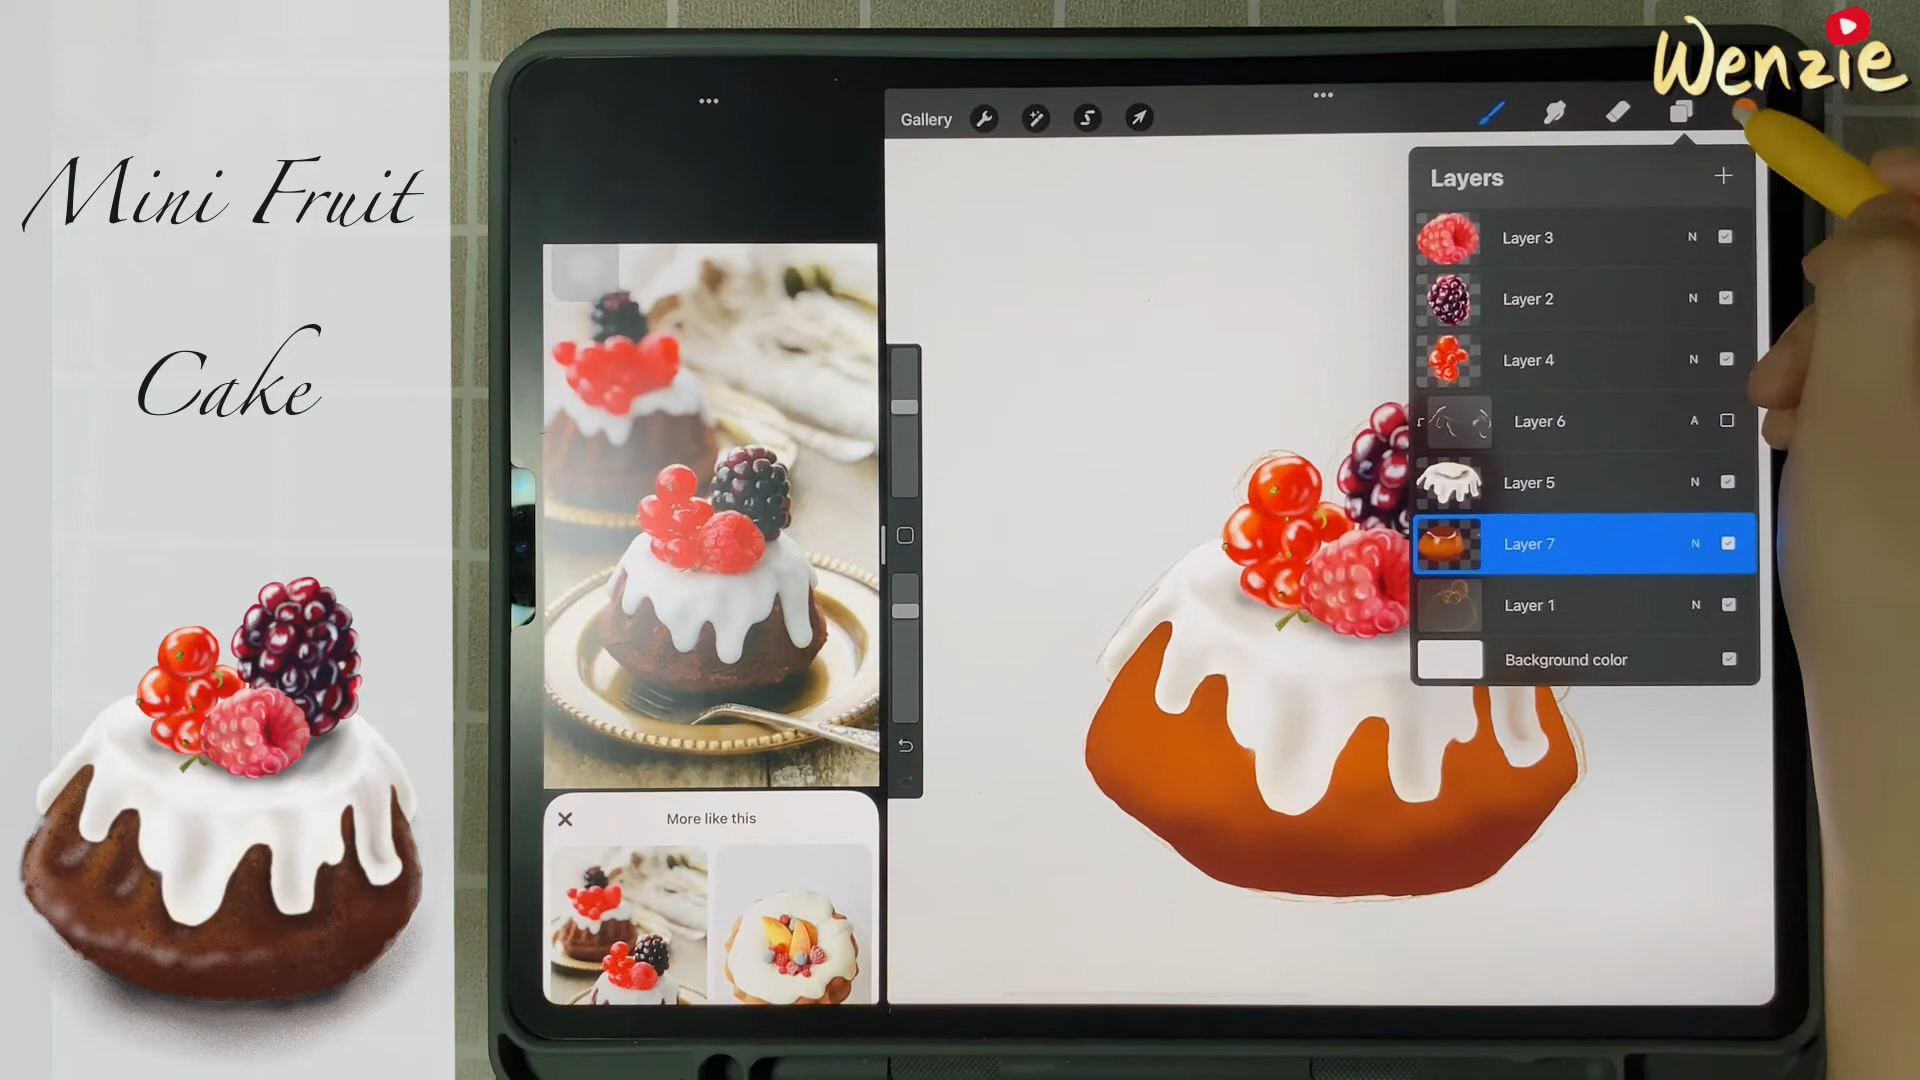 Mini Fruit
Cake
Wenzie
Gallery
Layers
Layer 3
N
Layer 2
N
Layer 4
N
Layer 6
A
Layer 5
N
Layer 7
N
Layer 1
N
Background color
More like this